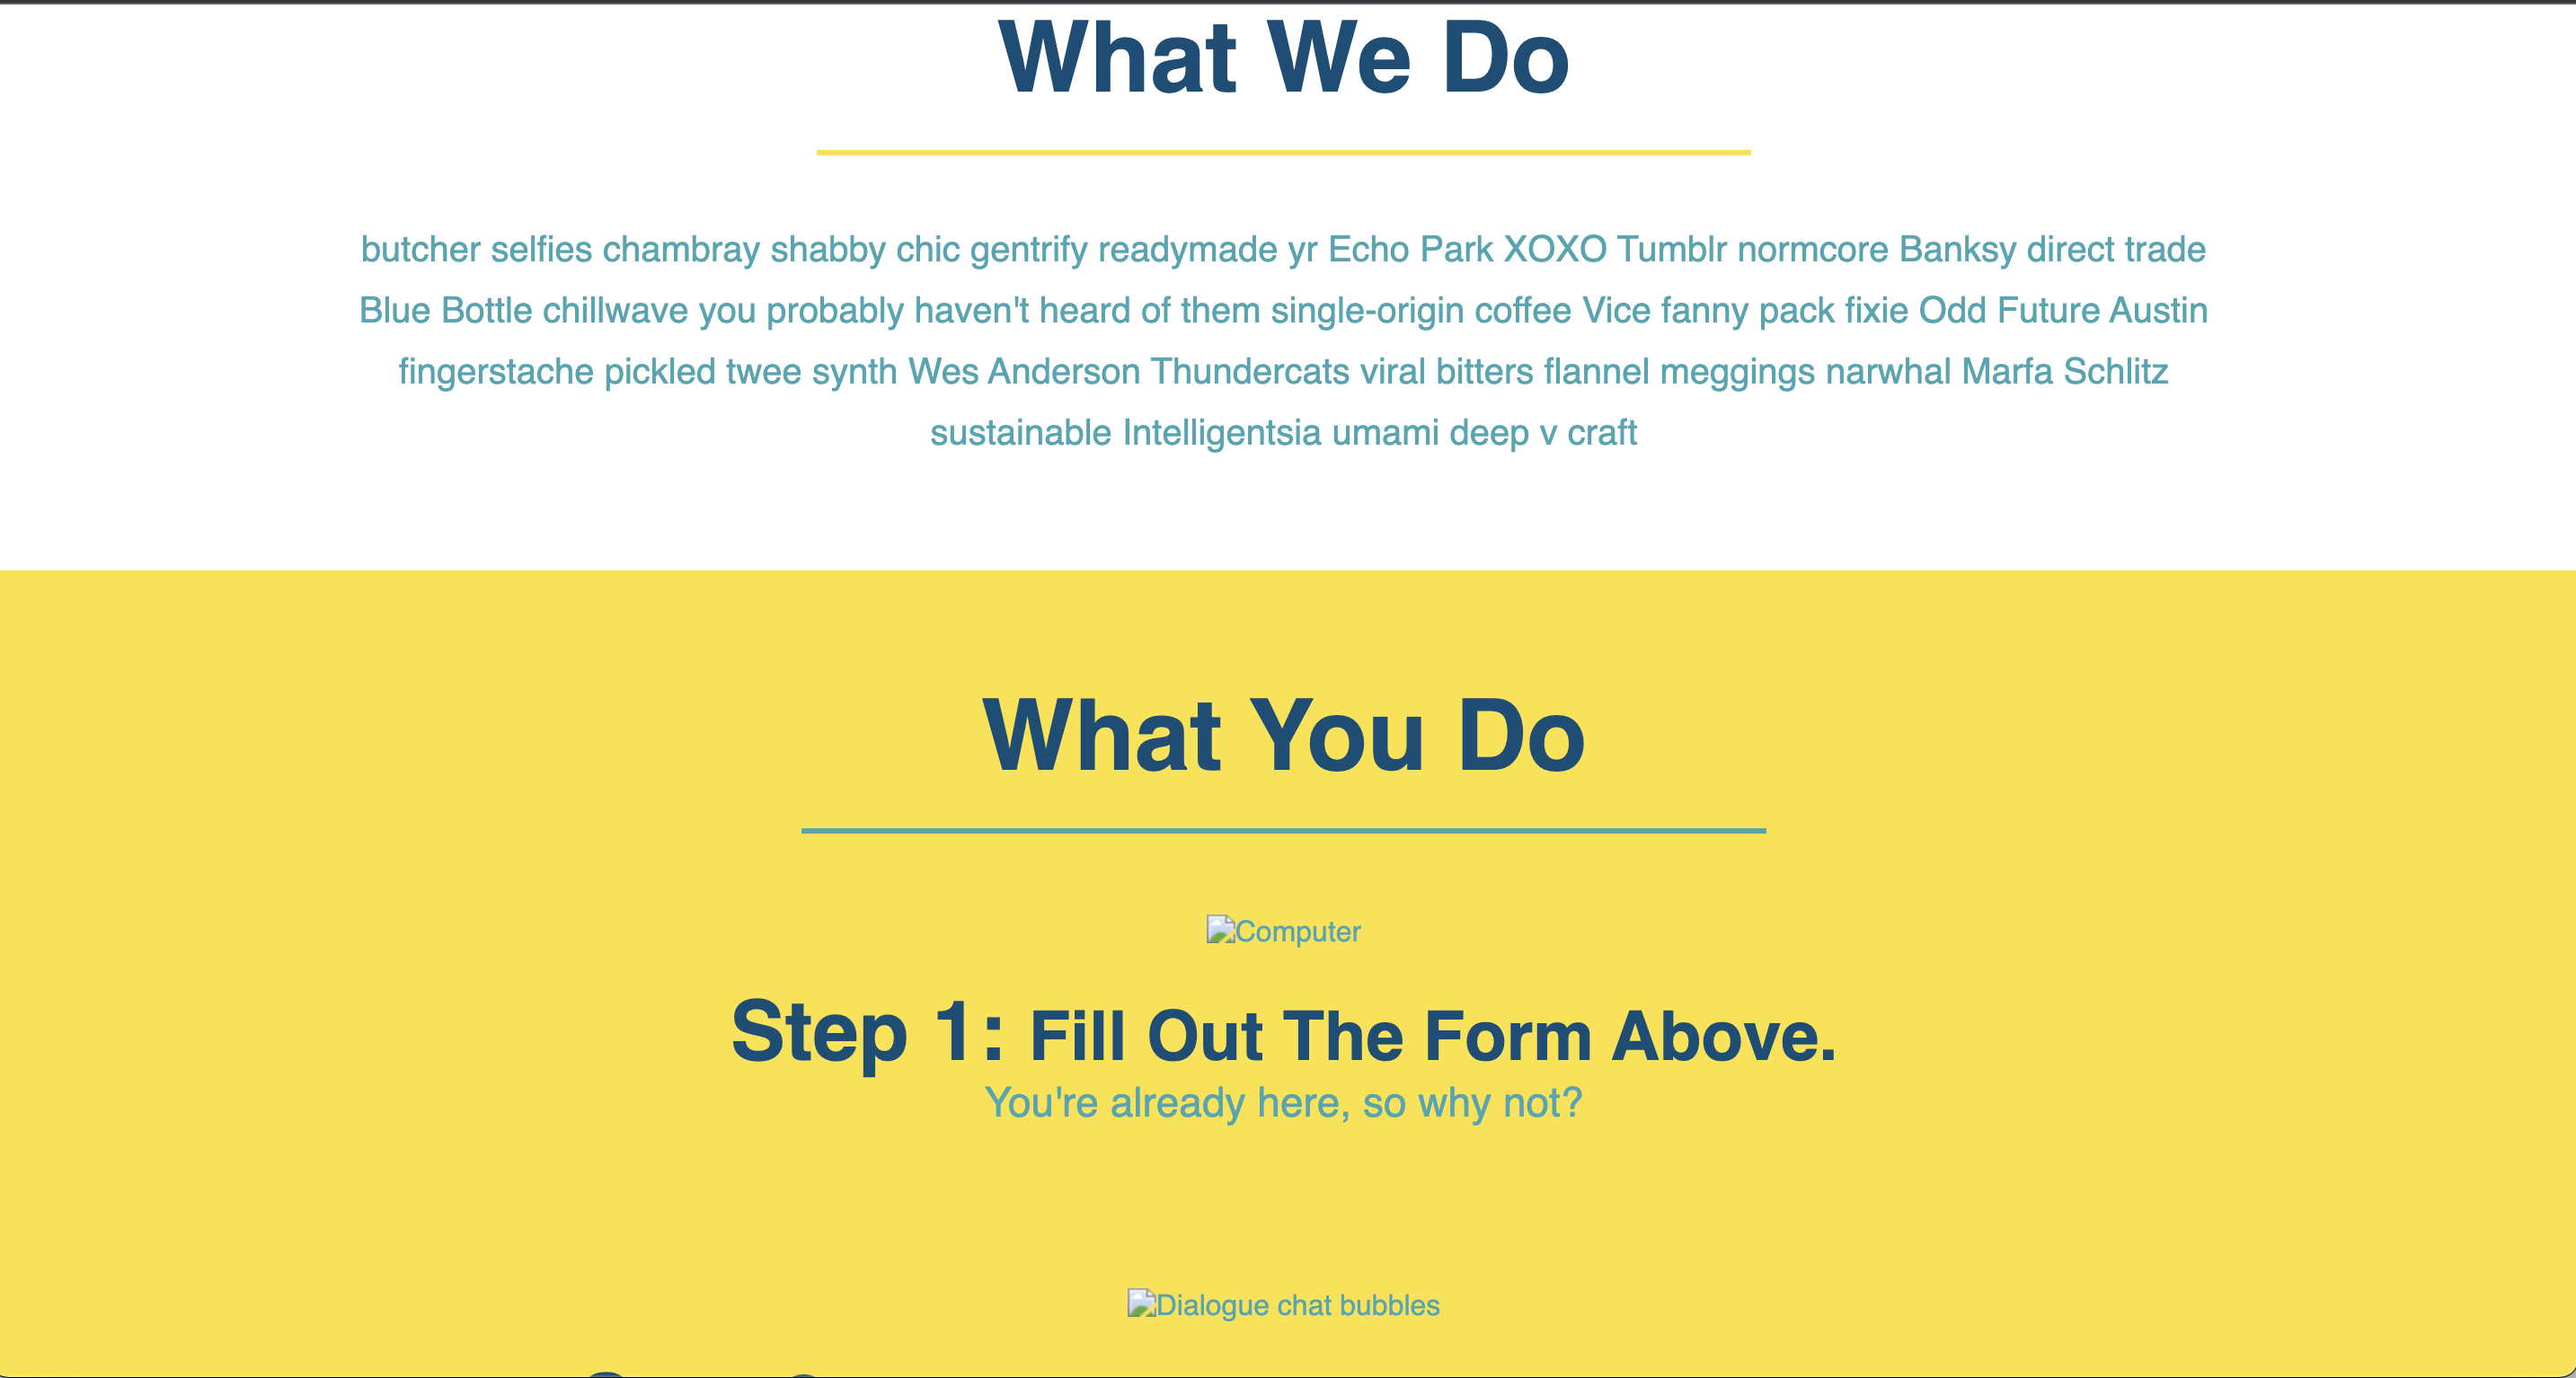 What We Do
butcher selfies chambray shabby chic gentrify readymade yr Echo Park XOXO Tumblr normcore Banksy direct trade
Blue Bottle chillwave you probably haven't heard of them single-origin coffee Vice fanny pack fixie Odd Future Austin
fingerstache pickled twee synth Wes Anderson Thundercats viral bitters flannel meggings narwhal Marfa Schlitz
sustainable Intelligentsia umami deep v craft
What You Do
Computer
Step 1: Fill Out The Form Above.
You're already here, so why not?
Dialogue chat bubbles